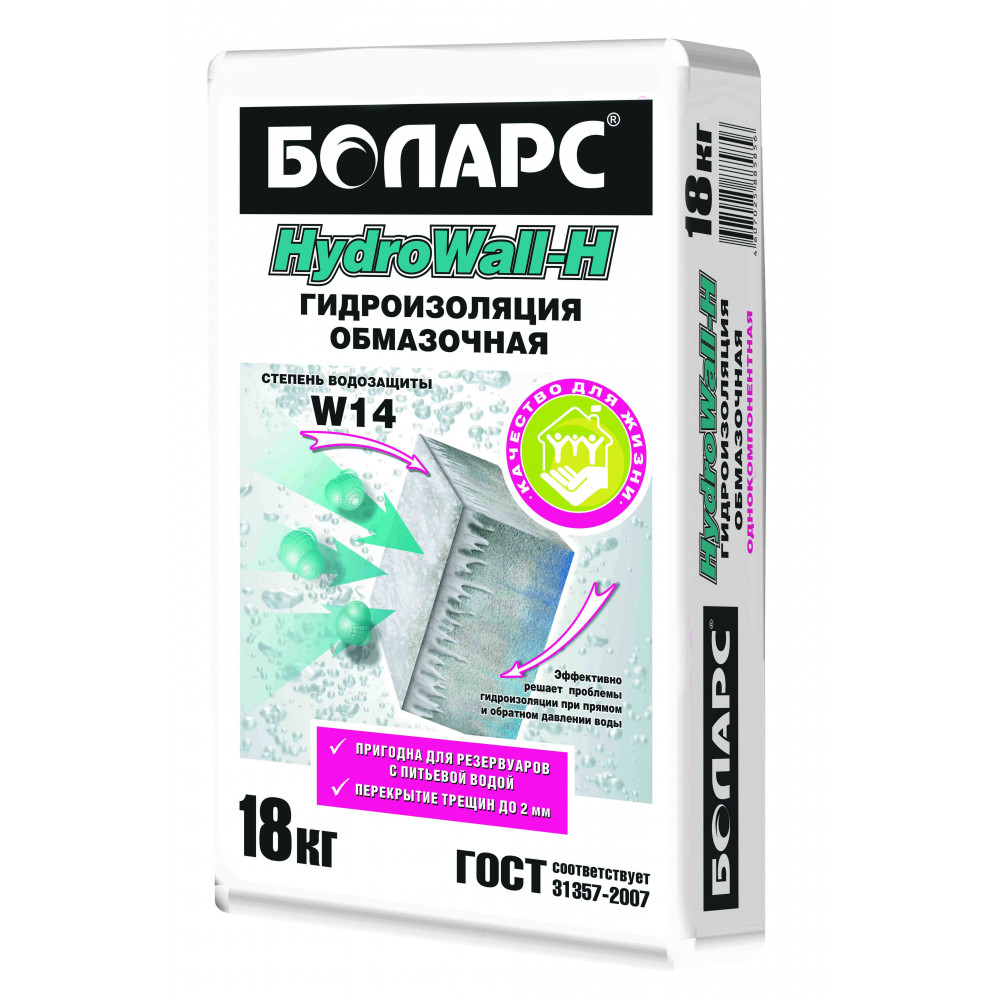 БОЛАРС®
HydroWall-H
ГИДРОИЗОЛЯЦИЯ
ОБМАЗОЧНАЯ
СТЕПЕНЬ ВОДОЗАЩИТЫ
W14
· КАЧЕСТВО ДЛЯ ЖИЗНИ ·
Эффективно
решает проблемы
гидроизоляции при прямом
и обратном давлении воды
✓ ПРИГОДНА ДЛЯ РЕЗЕРВУАРОВ
С ПИТЬЕВОЙ ВОДОЙ
✓ ПЕРЕКРЫТИЕ ТРЕЩИН ДО 2 мм
18 кг
ГОСТ соответствует
31357-2007
18 кг
HydroWall-H
ГИДРОИЗОЛЯЦИЯ
ОБМАЗОЧНАЯ
ОДНОКОМПОНЕНТНАЯ
БОЛАРС®